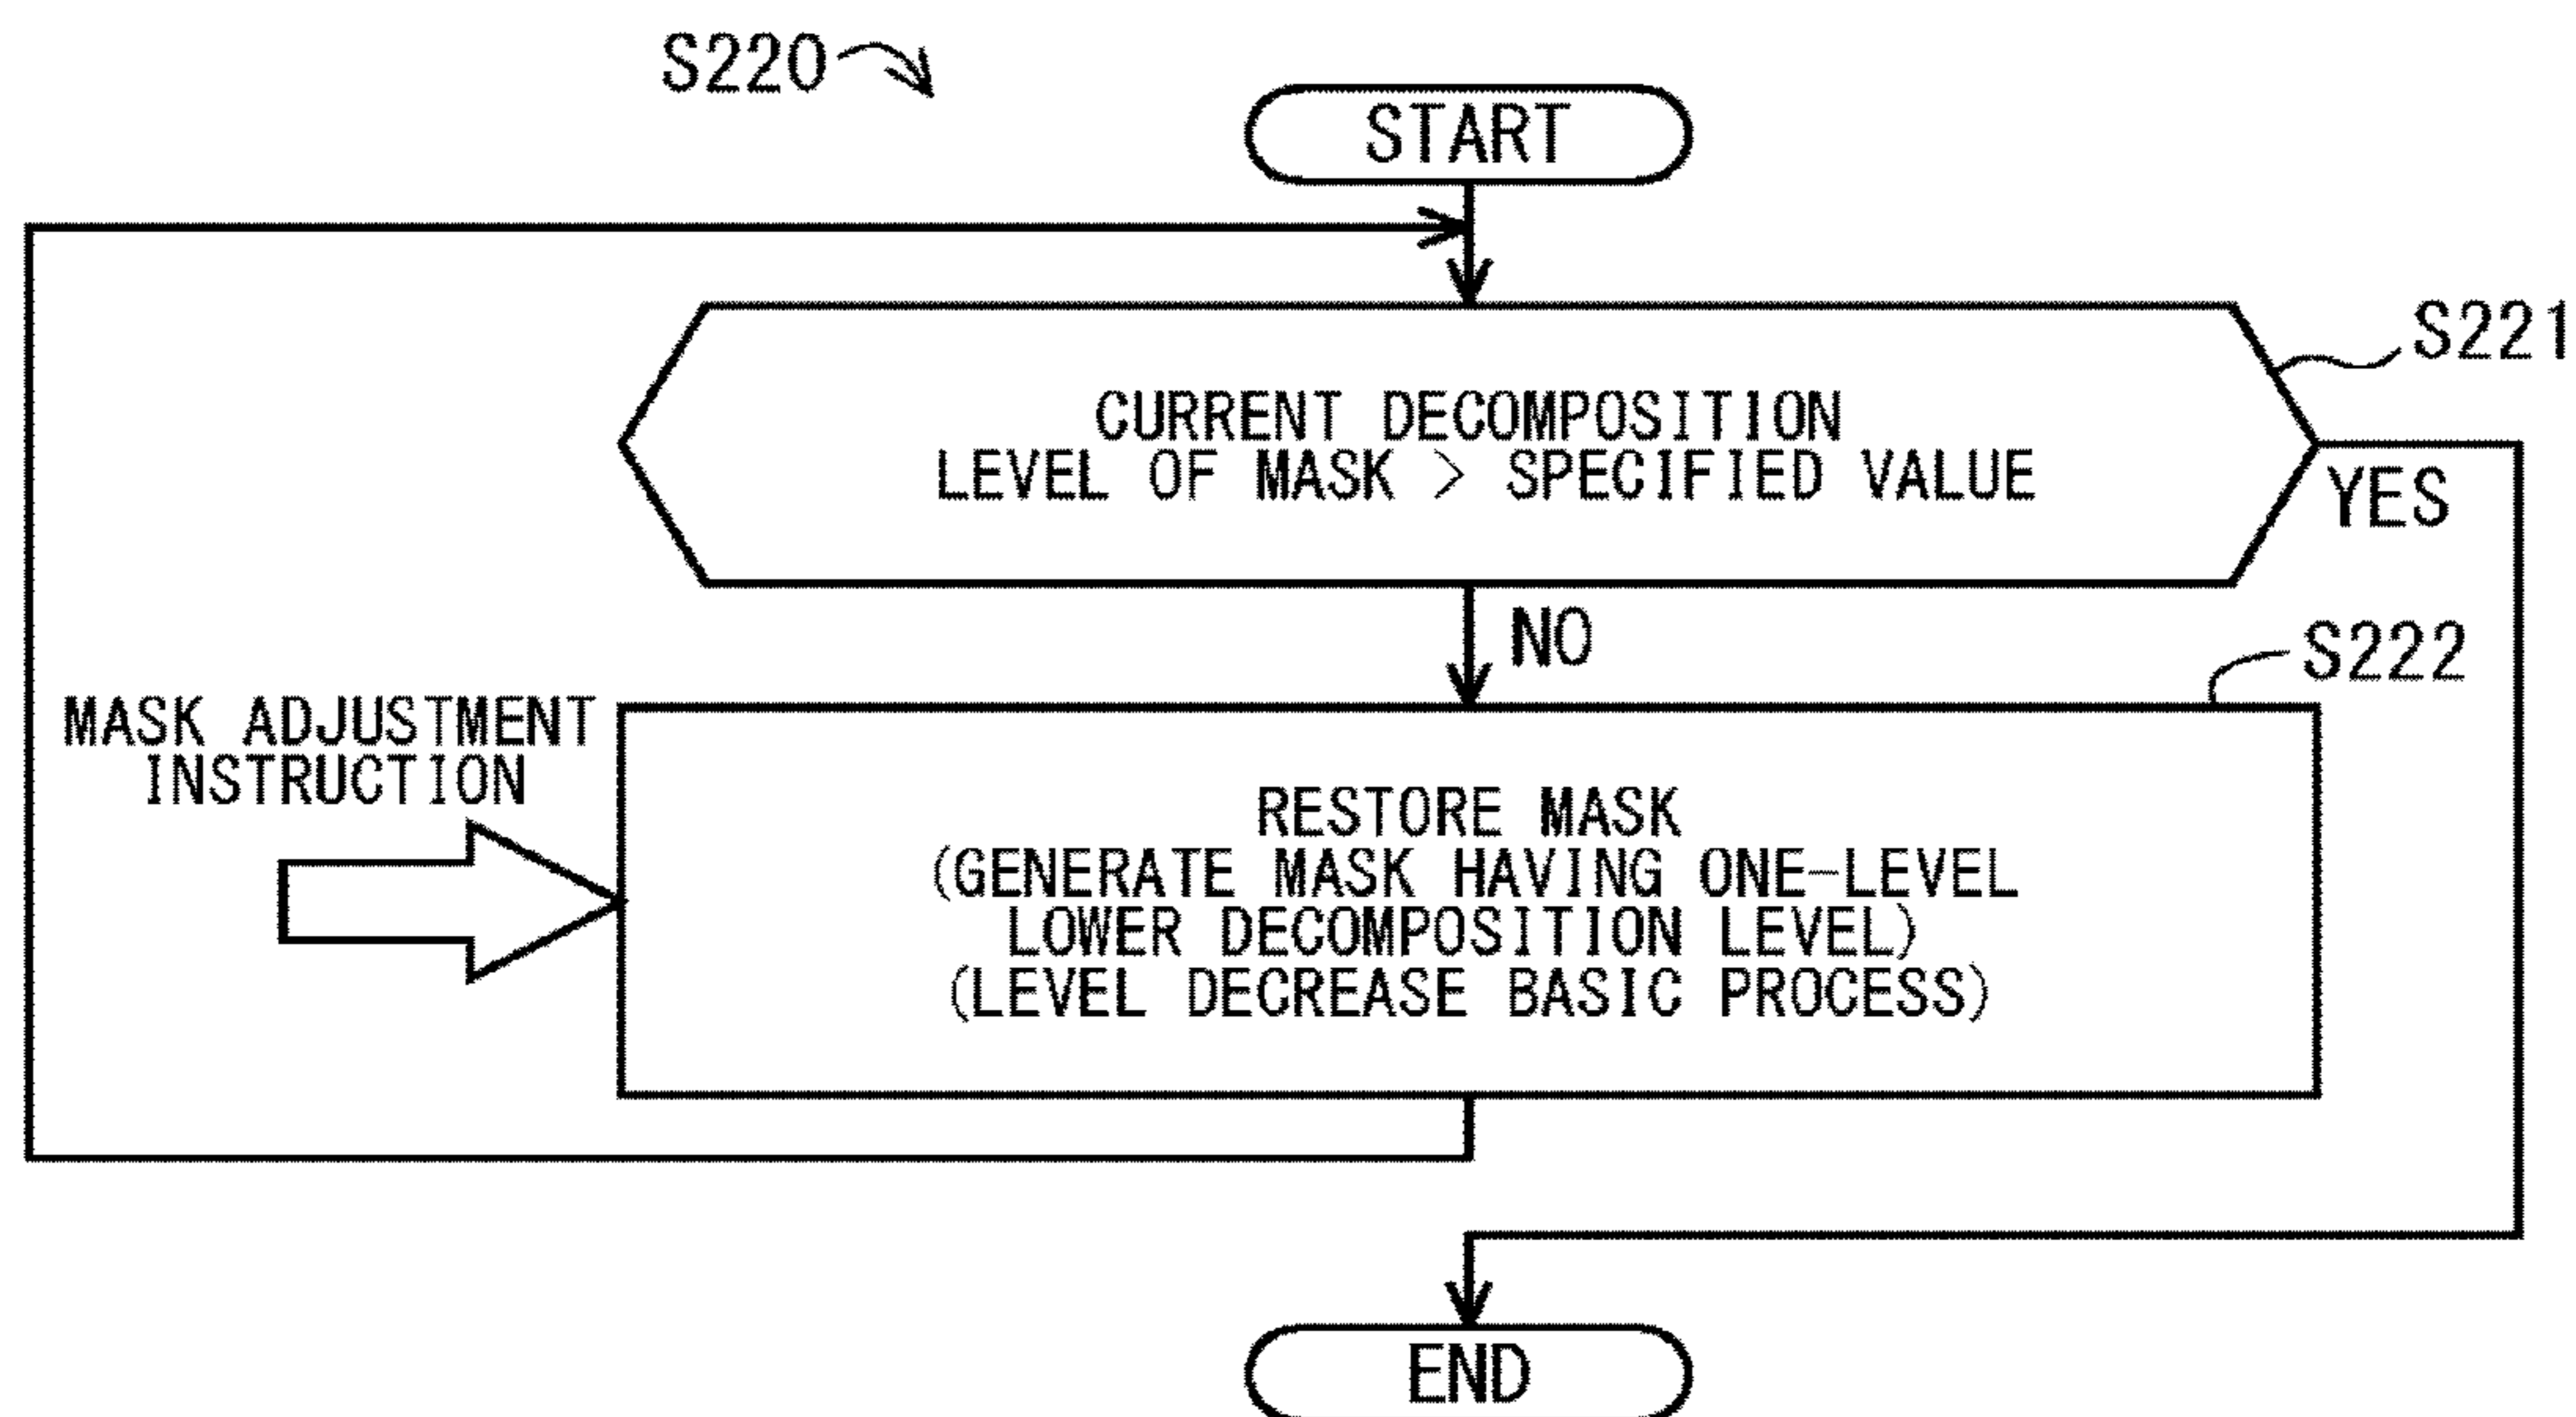 S220
START
S221
CURRENT DECOMPOSITION
LEVEL OF MASK > SPECIFIED VALUE
YES
NO
S222
MASK ADJUSTMENT
INSTRUCTION
RESTORE MASK
(GENERATE MASK HAVING ONE-LEVEL
LOWER DECOMPOSITION LEVEL)
(LEVEL DECREASE BASIC PROCESS)
END